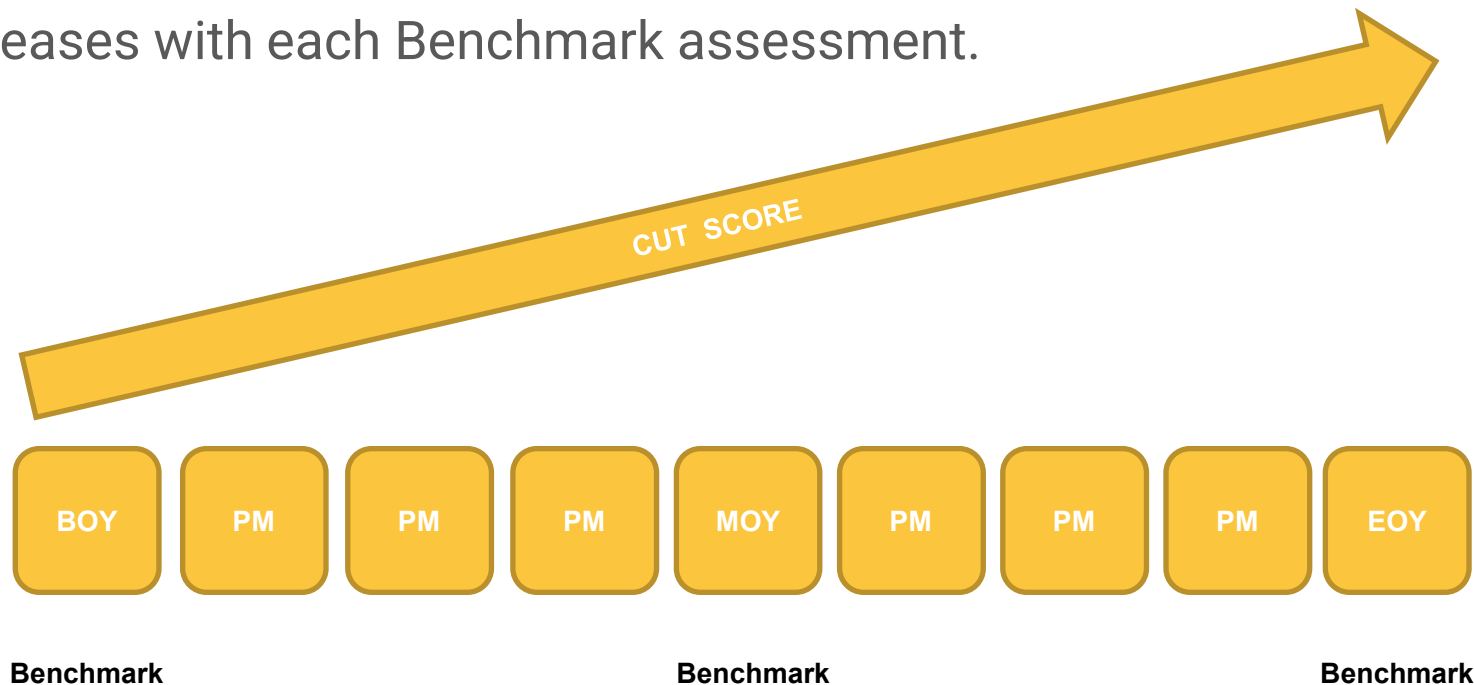 eases with each Benchmark assessment.
CUT SCORE
BOY PM PM PM MOY PM PM PM EOY
Benchmark Benchmark Benchmark